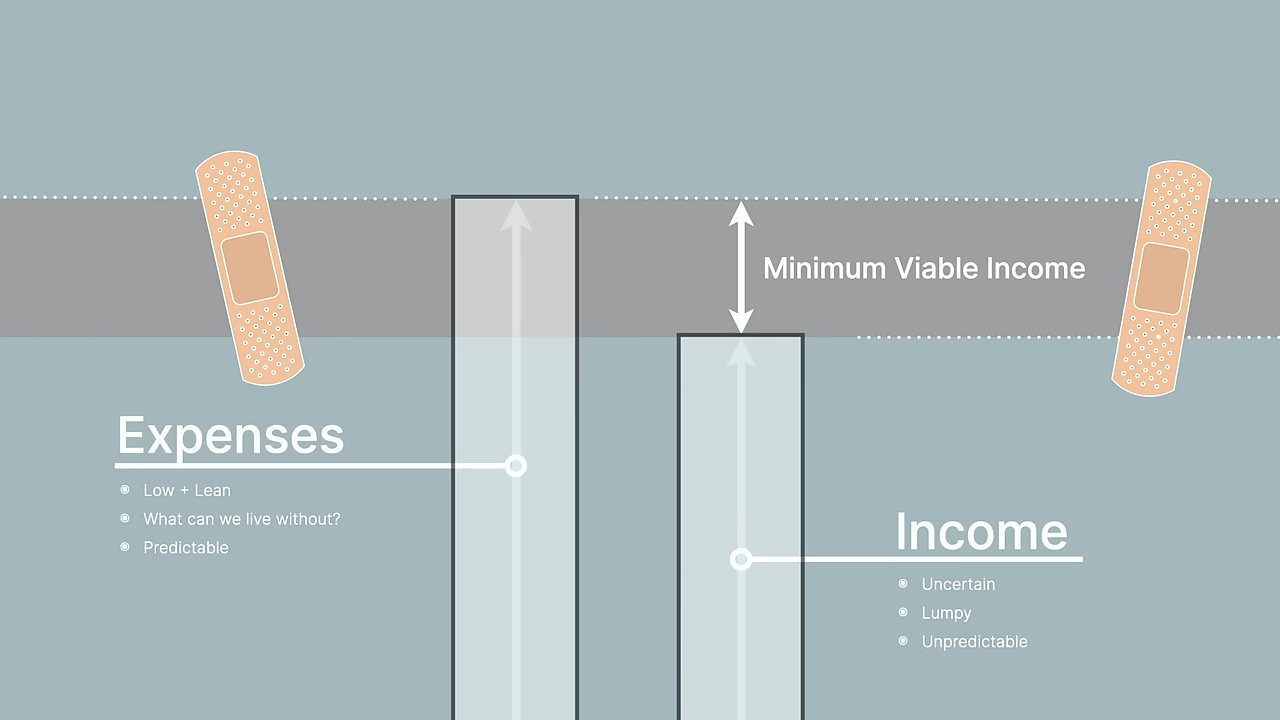 Minimum Viable Income
Expenses
Low + Lean
What can we live without?
Predictable
Income
Uncertain
Lumpy
Unpredictable